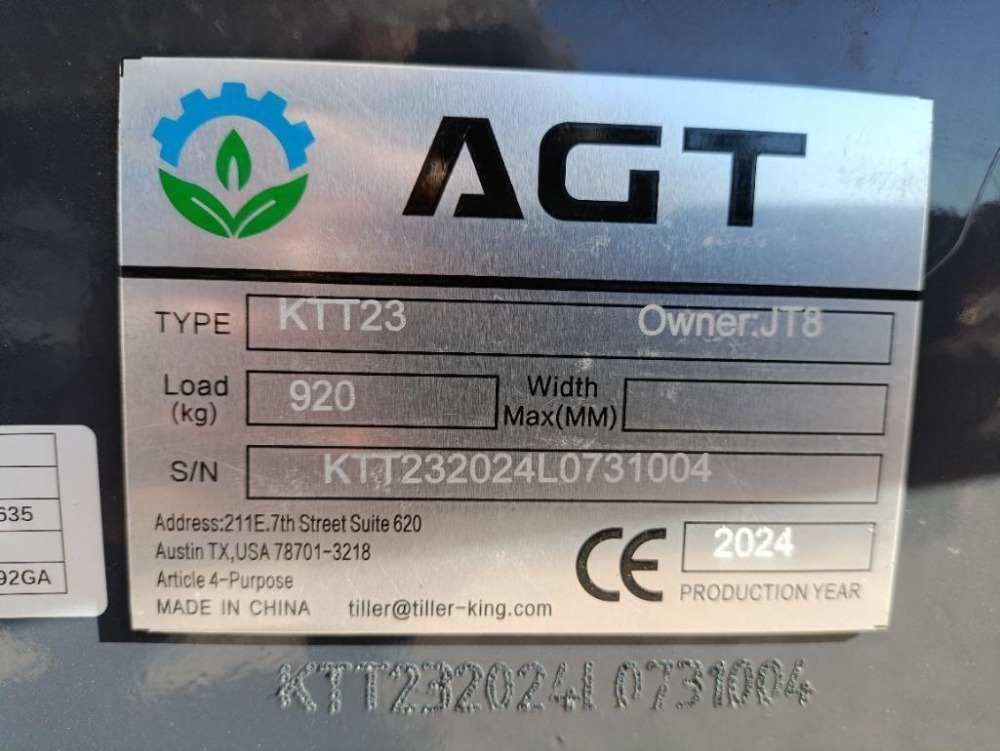 AGT
TYPE KTT23 Owner:JT8
Load (kg) 920 Width Max(MM)
S/N KTT232024L0731004
Address:211E.7th Street Suite 620
Austin TX,USA 78701-3218
Article 4-Purpose
MADE IN CHINA tiller@tiller-king.com
CE 2024
PRODUCTION YEAR
635
92GA
KTT232024L0731004